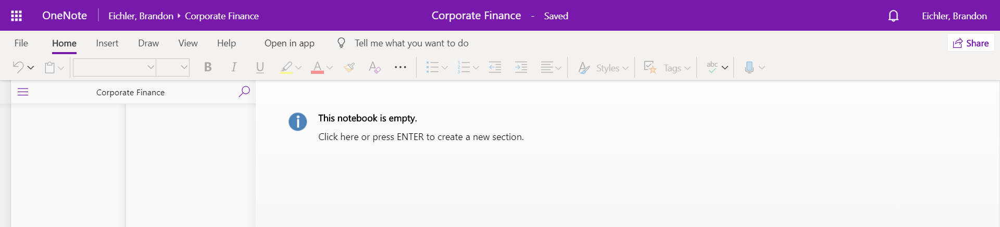 OneNote Eichler, Brandon Corporate Finance Corporate Finance - Saved Eichler, Brandon
File Home Insert Draw View Help Open in app Tell me what you want to do Share
B I U A A Styles Tags abc
Corporate Finance
This notebook is empty.
Click here or press ENTER to create a new section.